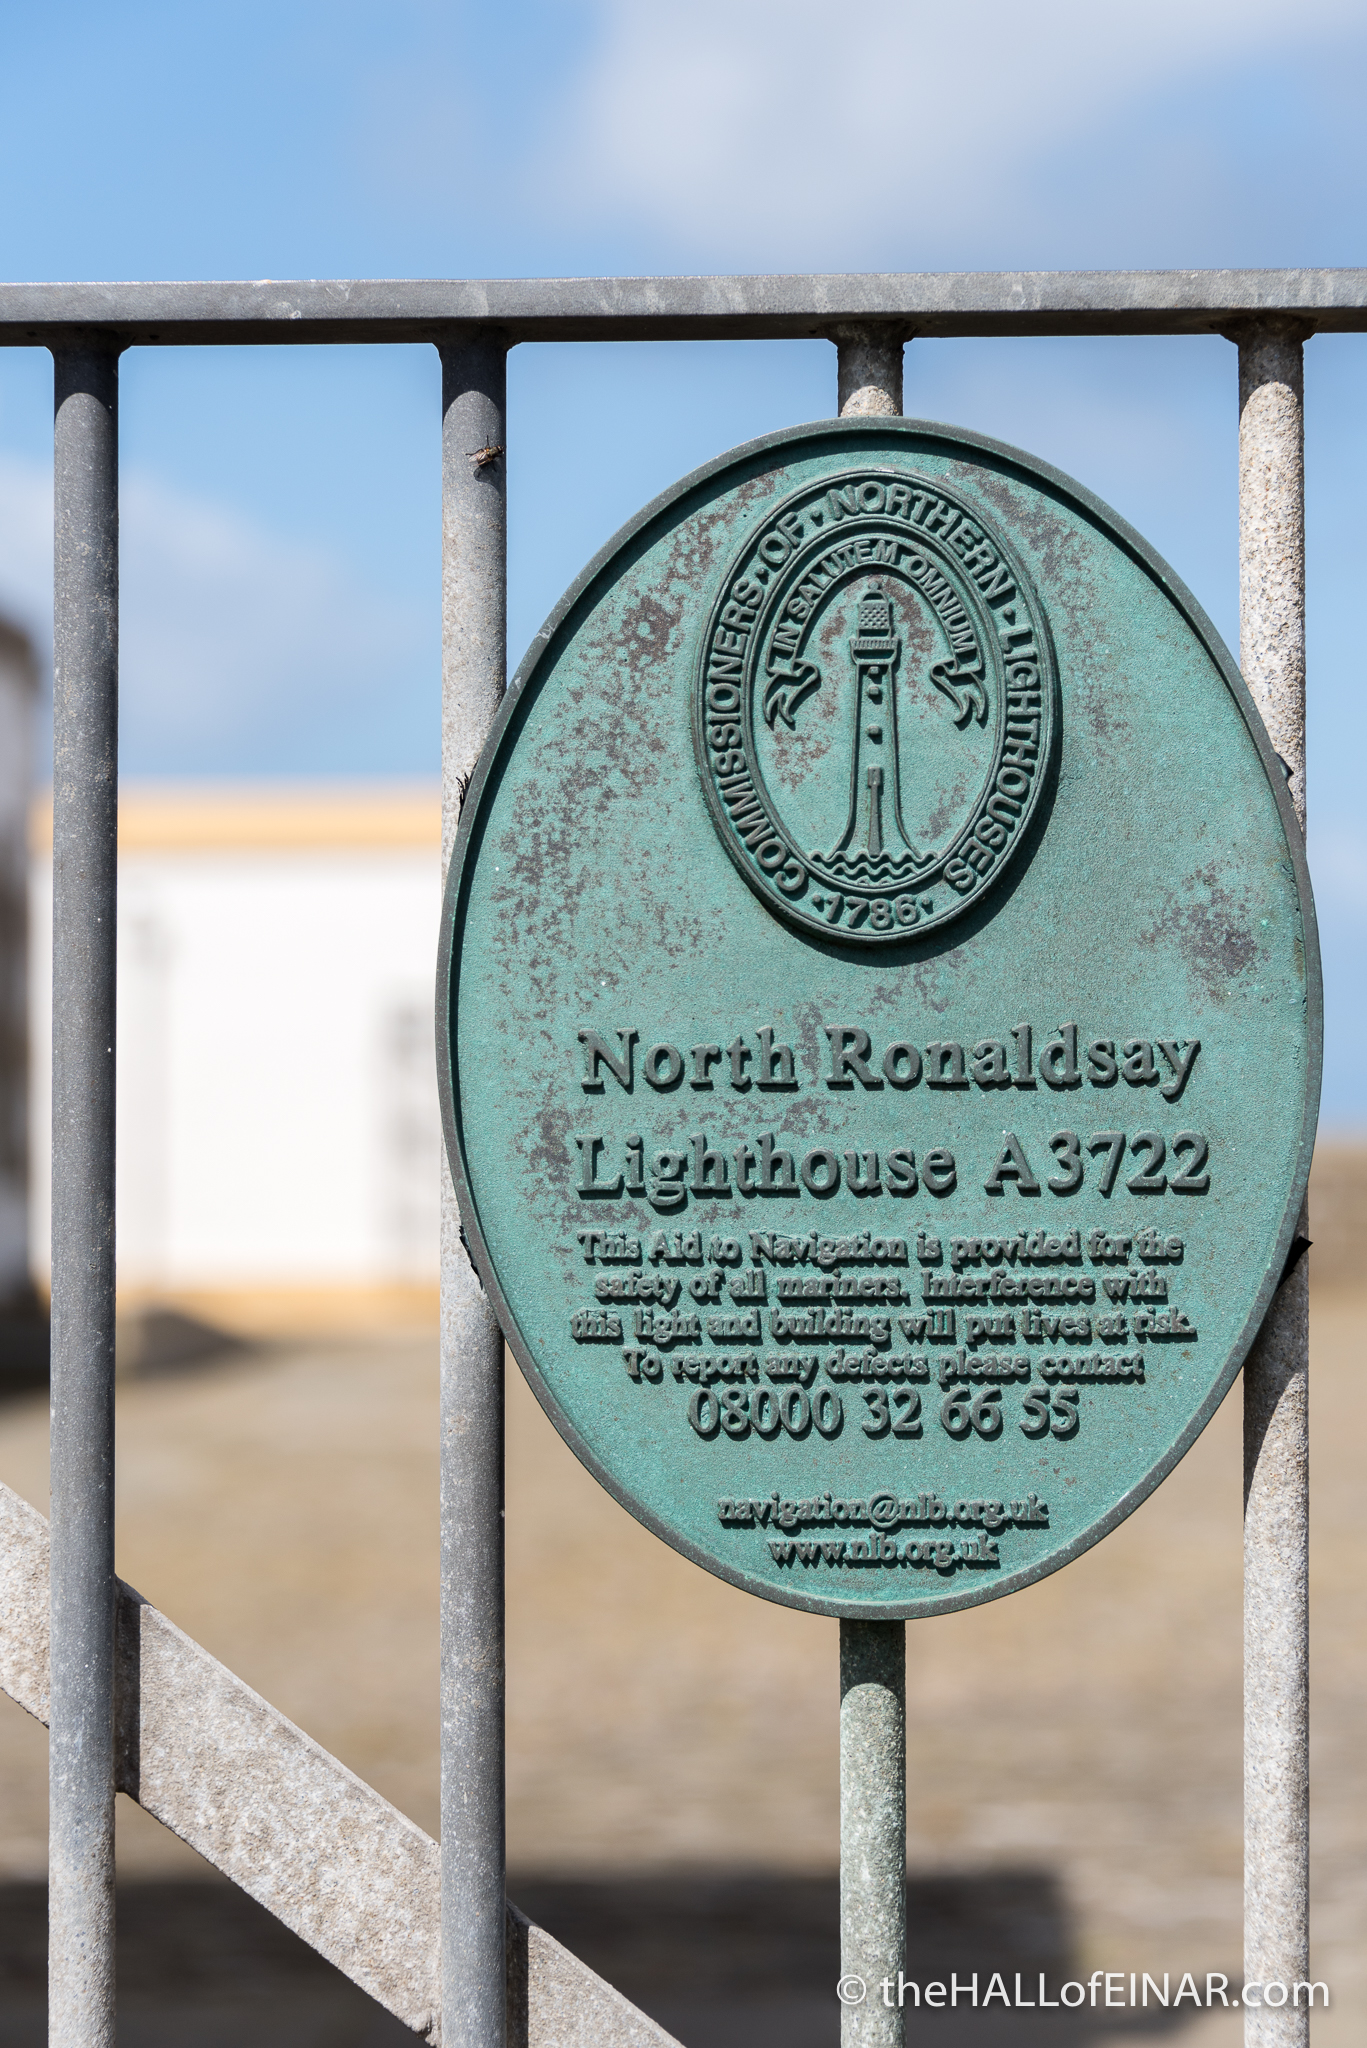 COMMISSIONERS · OF · NORTHERN · LIGHTHOUSES
IN SALUTEM OMNIUM
· 1786 ·
North Ronaldsay
Lighthouse A3722
This Aid to Navigation is provided for the
safety of all mariners. Interference with
this light and building will put lives at risk.
To report any defects please contact
08000 32 66 55
navigation@nlb.org.uk
www.nlb.org.uk
© theHALLofEINAR.com